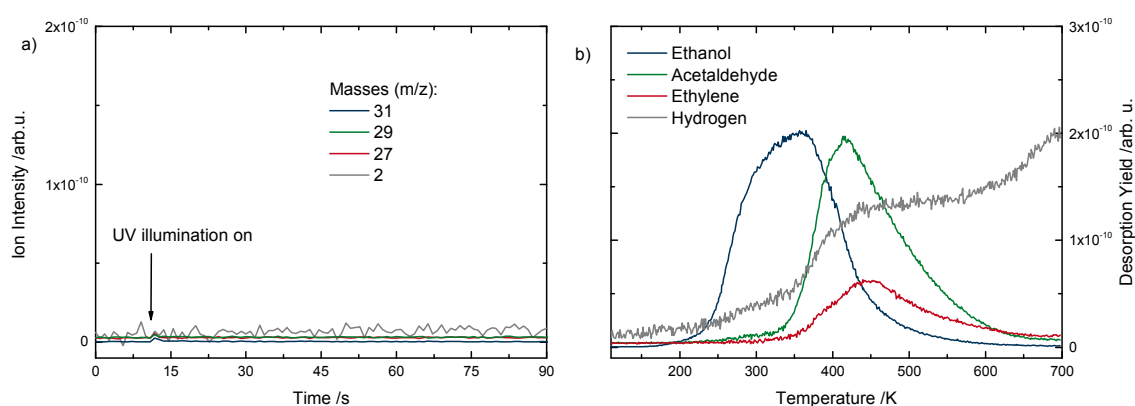 a)
2x10⁻¹⁰
1x10⁻¹⁰
0
Ion Intensity /arb.u.
Masses (m/z):
31
29
27
2
UV illumination on
0 15 30 45 60 75 90
Time /s
b)
Ethanol
Acetaldehyde
Ethylene
Hydrogen
3x10⁻¹⁰
2x10⁻¹⁰
1x10⁻¹⁰
0
Desorption Yield /arb. u.
200 300 400 500 600 700
Temperature /K